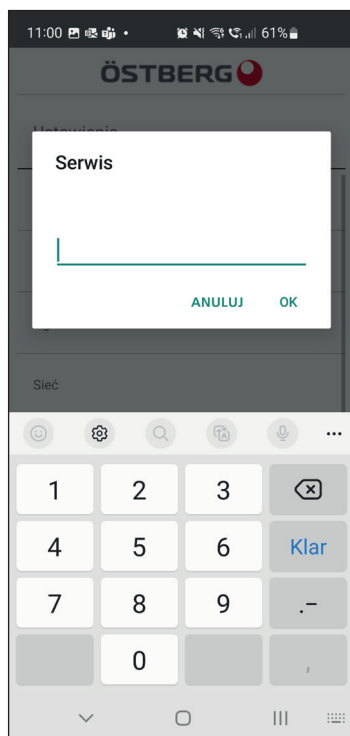 11:00 61%
ÖSTBERG
Ustawienia
Serwis
ANULUJ OK
Sieć
1 2 3
4 5 6 Klar
7 8 9 .-
0 ,